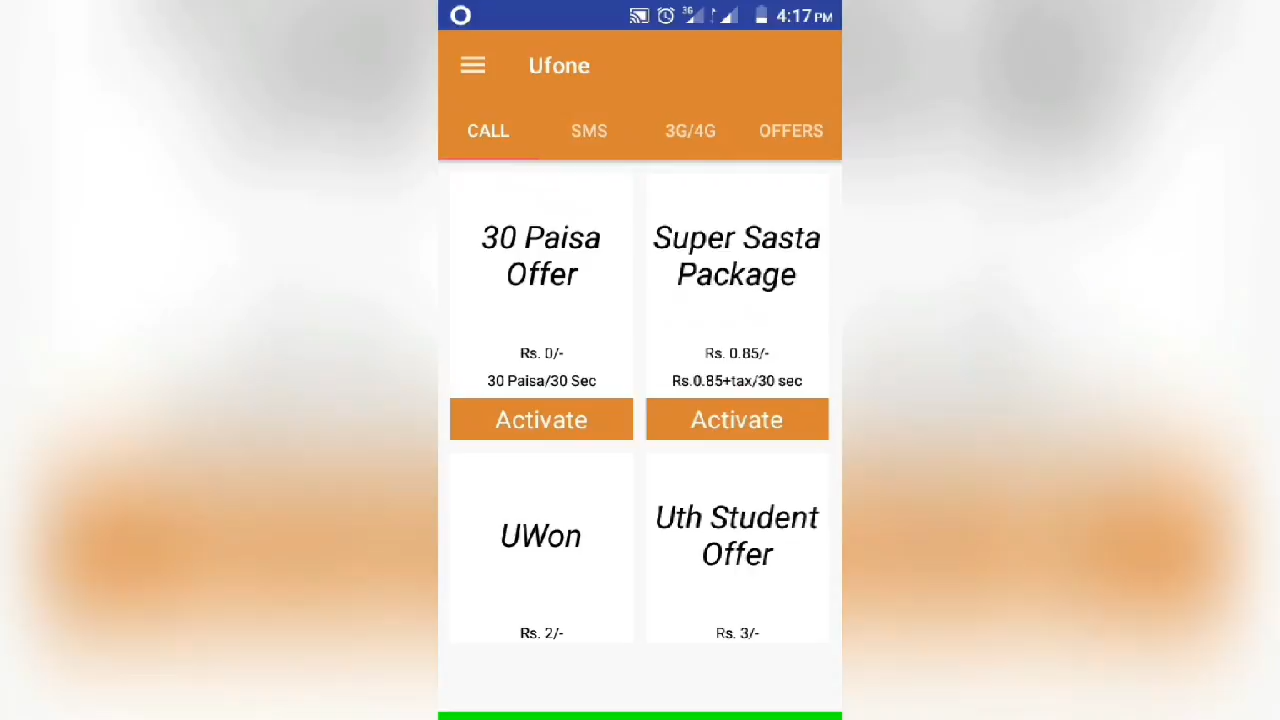 3G
4:17 PM
Ufone
CALL SMS 3G/4G OFFERS
30 Paisa
Offer
Rs. 0/-
30 Paisa/30 Sec
Activate
Super Sasta
Package
Rs. 0.85/-
Rs.0.85+tax/30 sec
Activate
UWon
Rs. 2/-
Uth Student
Offer
Rs. 3/-